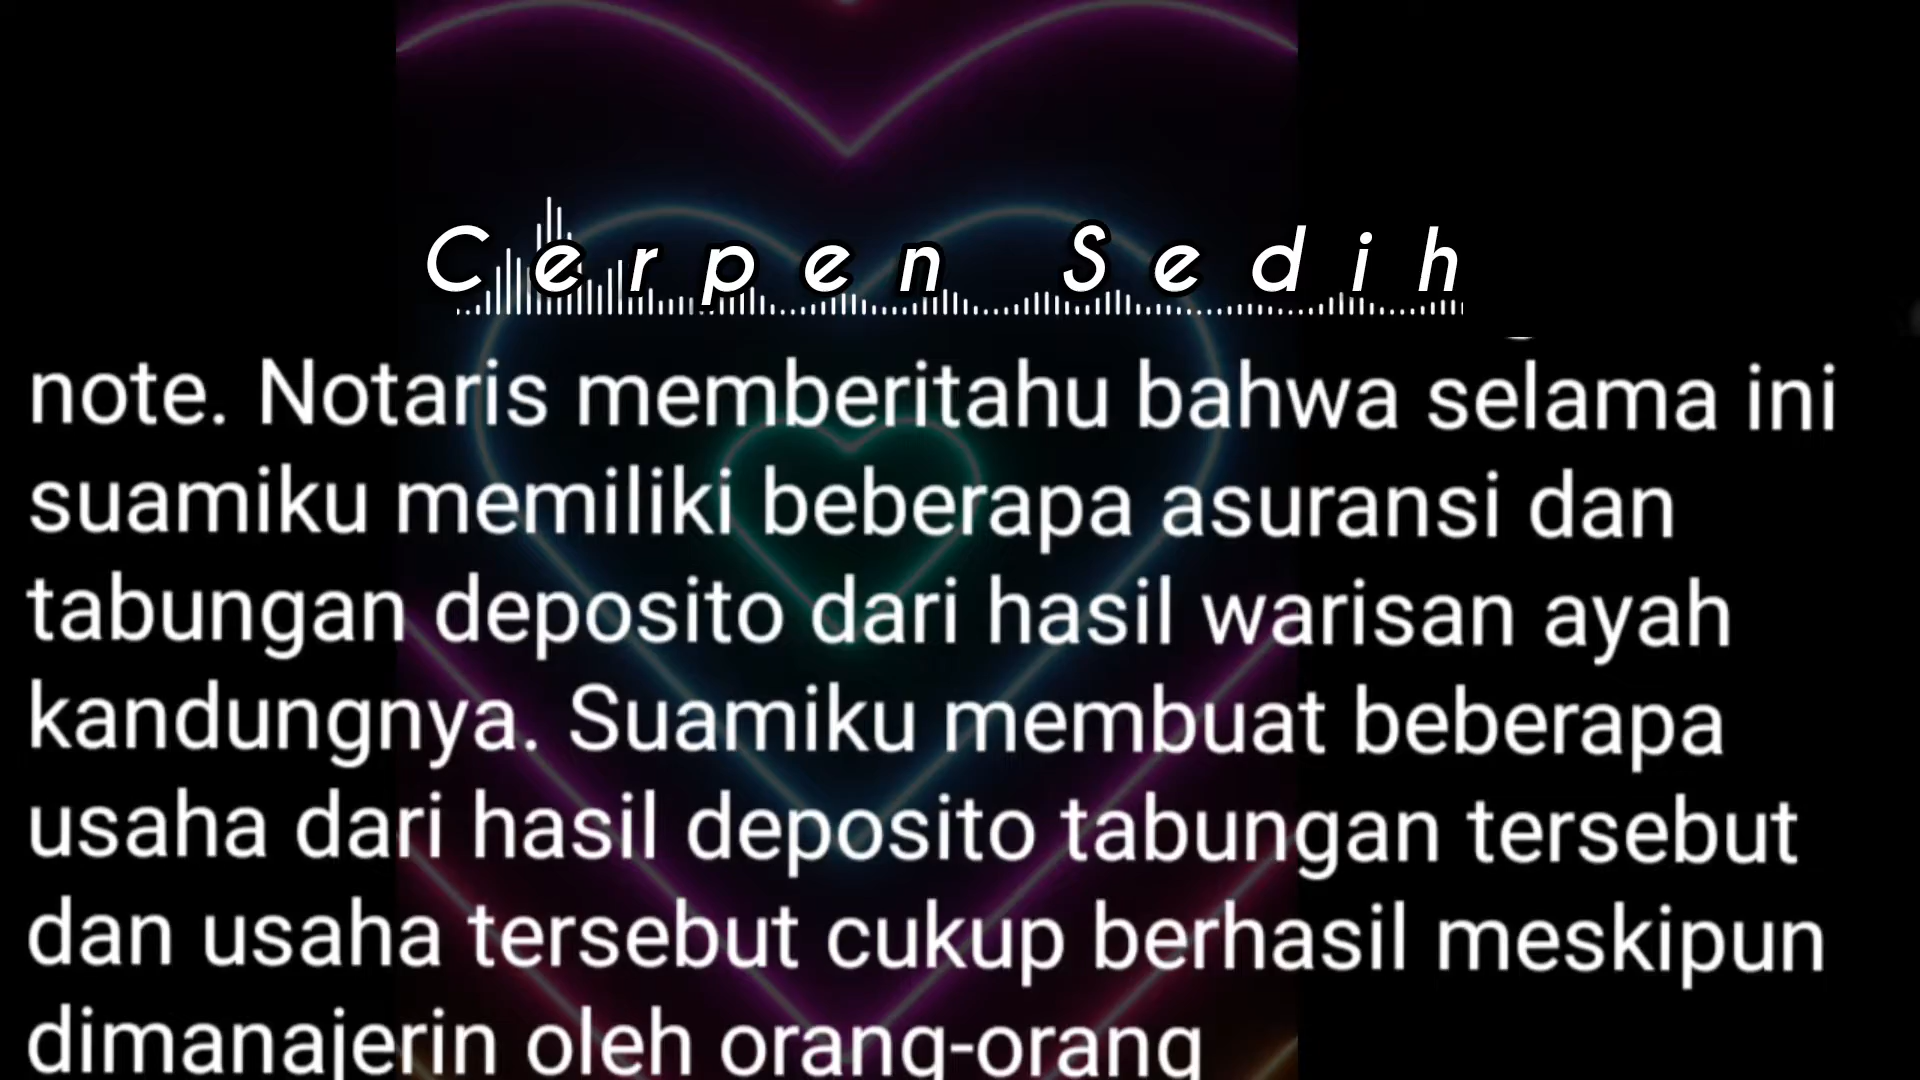 Cerpen Sedih
note. Notaris memberitahu bahwa selama ini
suamiku memiliki beberapa asuransi dan
tabungan deposito dari hasil warisan ayah
kandungnya. Suamiku membuat beberapa
usaha dari hasil deposito tabungan tersebut
dan usaha tersebut cukup berhasil meskipun
dimanajerin oleh orang-orang